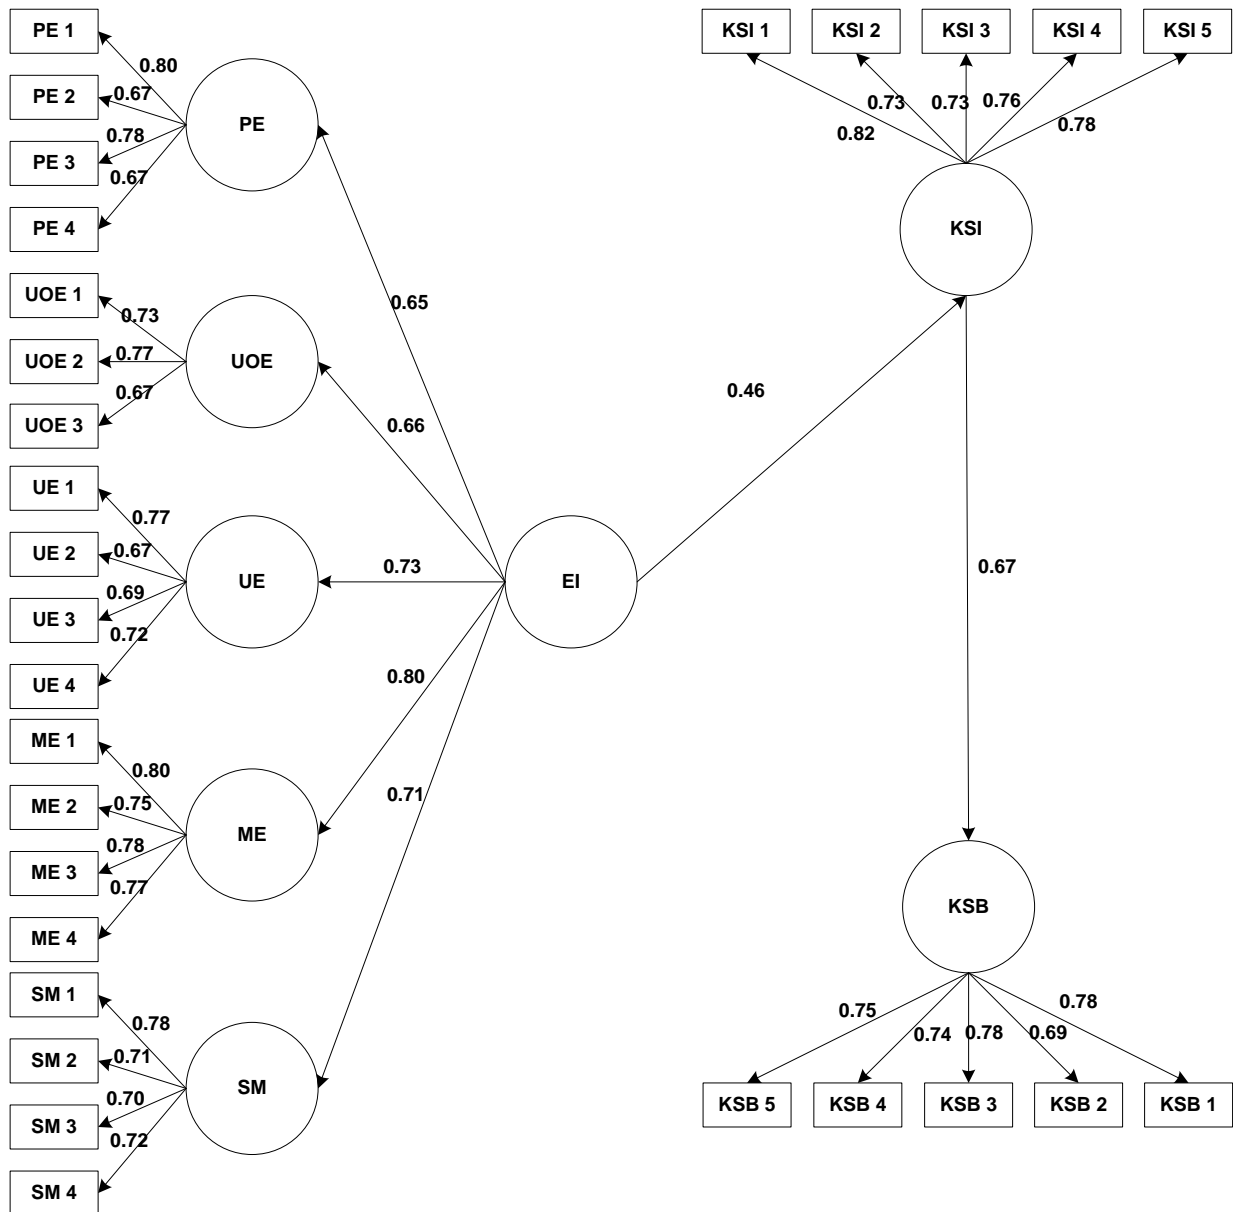 PE 1
0.80
PE 2
0.67
PE 3
0.78
PE 4
0.67
PE
UOE 1
0.73
UOE 2
0.77
UOE 3
0.67
UOE
UE 1
0.77
UE 2
0.67
UE 3
0.69
UE 4
0.72
UE
ME 1
0.80
ME 2
0.75
ME 3
0.78
ME 4
0.77
ME
SM 1
0.78
SM 2
0.71
SM 3
0.70
SM 4
0.72
SM
0.65
0.66
0.73
0.80
0.71
EI
0.46
KSI 1
KSI 2
KSI 3
KSI 4
KSI 5
0.82
0.73
0.73
0.76
0.78
KSI
0.67
KSB
0.75
0.74
0.78
0.69
0.78
KSB 5
KSB 4
KSB 3
KSB 2
KSB 1